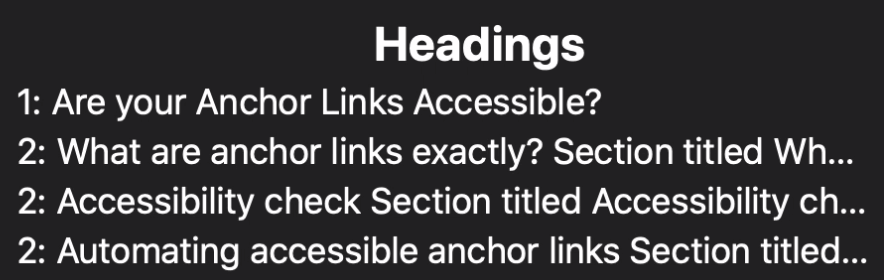 Headings
1: Are your Anchor Links Accessible?
2: What are anchor links exactly? Section titled Wh...
2: Accessibility check Section titled Accessibility ch...
2: Automating accessible anchor links Section titled...